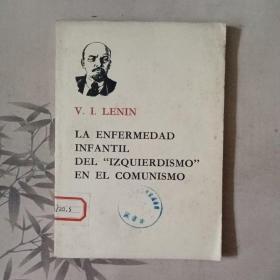 V. I. LENIN
LA ENFERMEDAD
INFANTIL
DEL "IZQUIERDISMO"
EN EL COMUNISMO